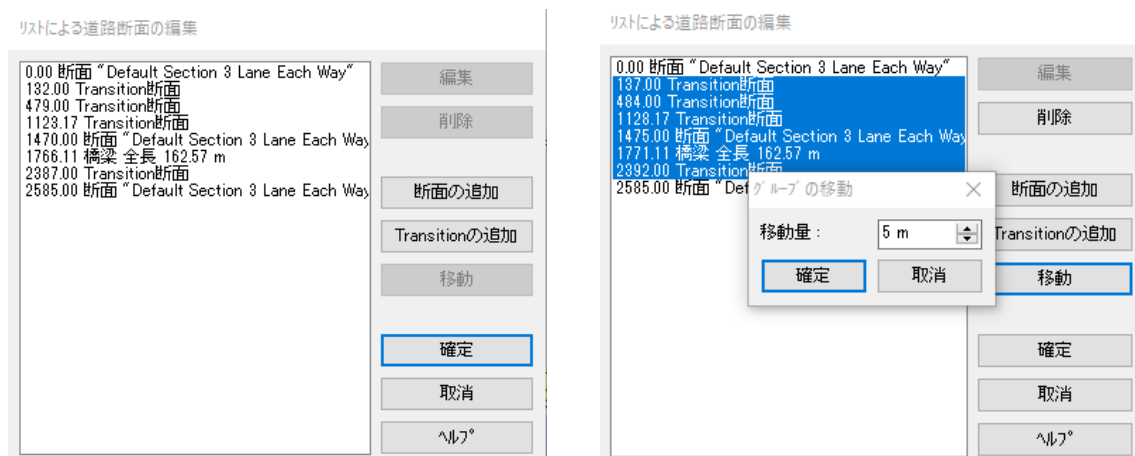 リストによる道路断面の編集
0.00 断面 "Default Section 3 Lane Each Way"
132.00 Transition断面
479.00 Transition断面
1123.17 Transition断面
1470.00 断面 "Default Section 3 Lane Each Way
1766.11 橋梁 全長 162.57 m
2387.00 Transition断面
2585.00 断面 "Default Section 3 Lane Each Way
編集
削除
断面の追加
Transitionの追加
移動
確定
取消
ヘルプ
リストによる道路断面の編集
0.00 断面 "Default Section 3 Lane Each Way"
137.00 Transition断面
484.00 Transition断面
1128.17 Transition断面
1475.00 断面 "Default Section 3 Lane Each Way
1771.11 橋梁 全長 162.57 m
2392.00 Transition断面
2585.00 断面 "Def
グループの移動
移動量 :
5 m
確定
取消
編集
削除
断面の追加
Transitionの追加
移動
確定
取消
ヘルプ